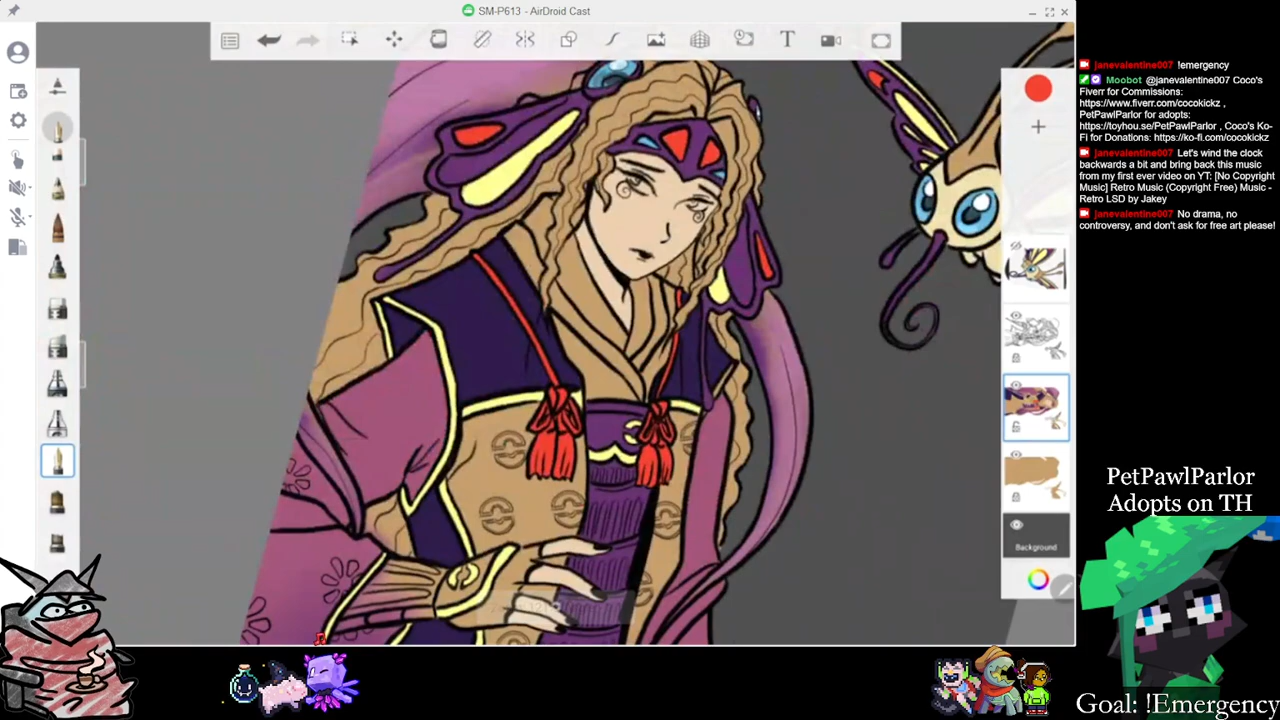 SM-P613 - AirDroid Cast
T
Background
janevalentine007 !emergency
Moobot @janevalentine007 Coco's
Fiverr for Commissions:
https://www.fiverr.com/cocokickz ,
PetPawlParlor for adopts:
https://toyhou.se/PetPawlParlor , Coco's Ko-
Fi for Donations: https://ko-fi.com/cocokickz
janevalentine007 Let's wind the clock
backwards a bit and bring back this music
from my first ever video on YT: [No Copyright
Music] Retro Music (Copyright Free) Music -
Retro LSD by Jakey
janevalentine007 No drama, no
controversy, and don't ask for free art please!
PetPawlParlor
Adopts on TH
Goal: !Emergency